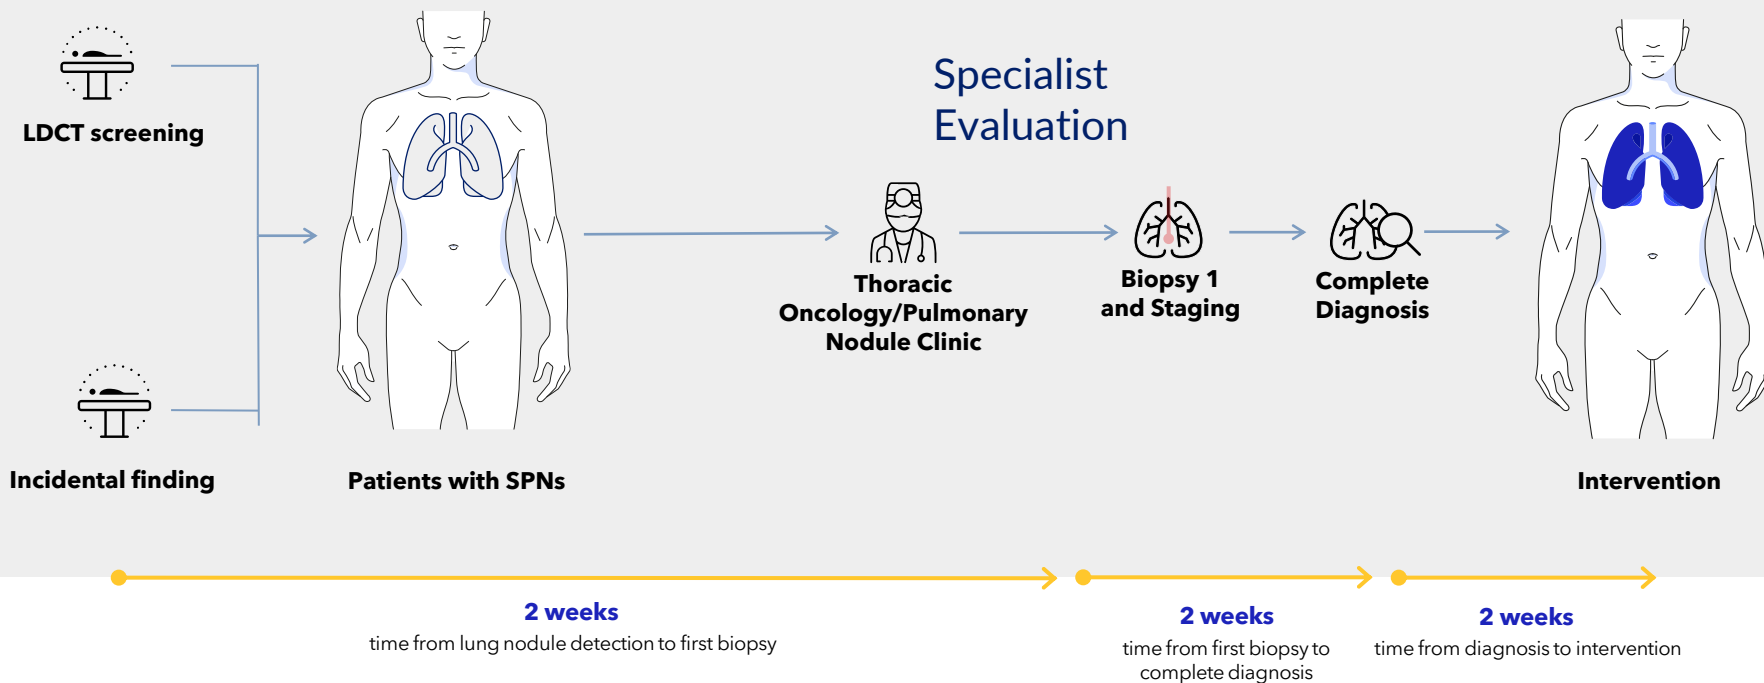 LDCT screening
Incidental finding
Patients with SPNs
Specialist
Evaluation
Thoracic
Oncology/Pulmonary
Nodule Clinic
Biopsy 1
and Staging
Complete
Diagnosis
Intervention
2 weeks
time from lung nodule detection to first biopsy
2 weeks
time from first biopsy to
complete diagnosis
2 weeks
time from diagnosis to intervention